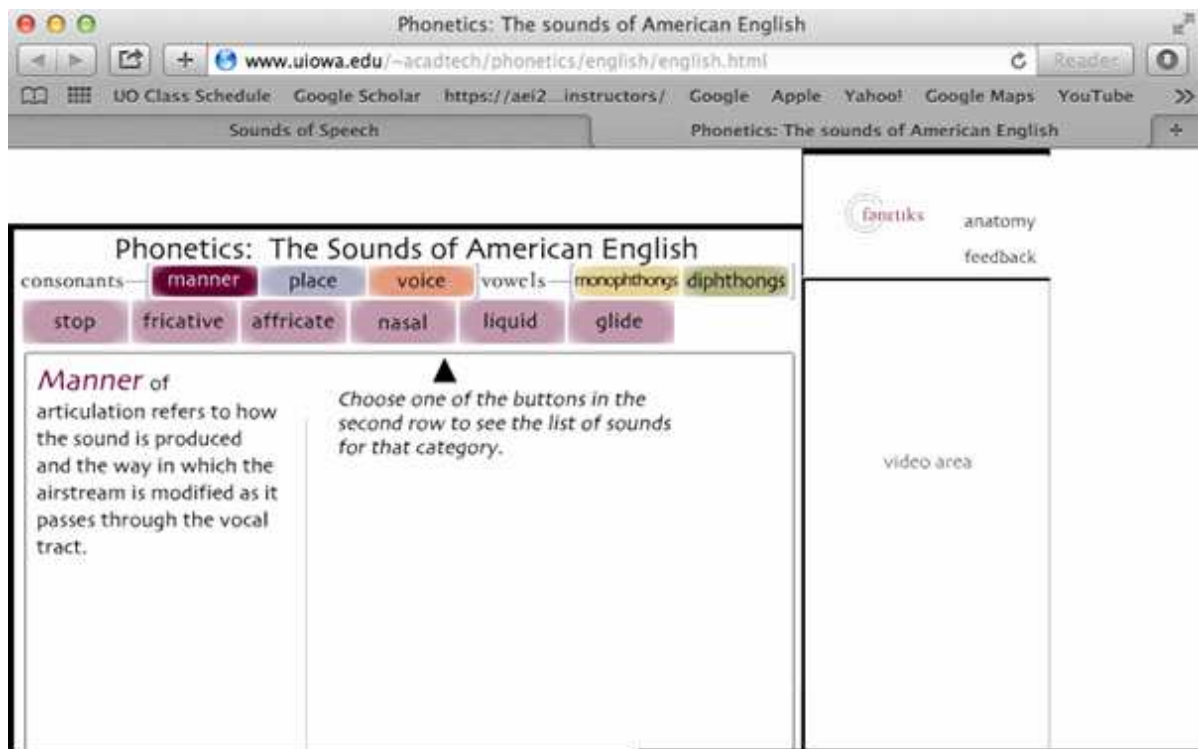 Phonetics: The sounds of American English
www.uiowa.edu/~acadtech/phonetics/english/english.html
Reader
UO Class Schedule Google Scholar https://aei2...instructors/ Google Apple Yahoo! Google Maps YouTube >>
Sounds of Speech Phonetics: The sounds of American English
fənɛtiks
anatomy
feedback
Phonetics: The Sounds of American English
consonants manner place voice vowels monophthongs diphthongs
stop fricative affricate nasal liquid glide
Manner of
articulation refers to how
the sound is produced
and the way in which the
airstream is modified as it
passes through the vocal
tract.
Choose one of the buttons in the
second row to see the list of sounds
for that category.
video area